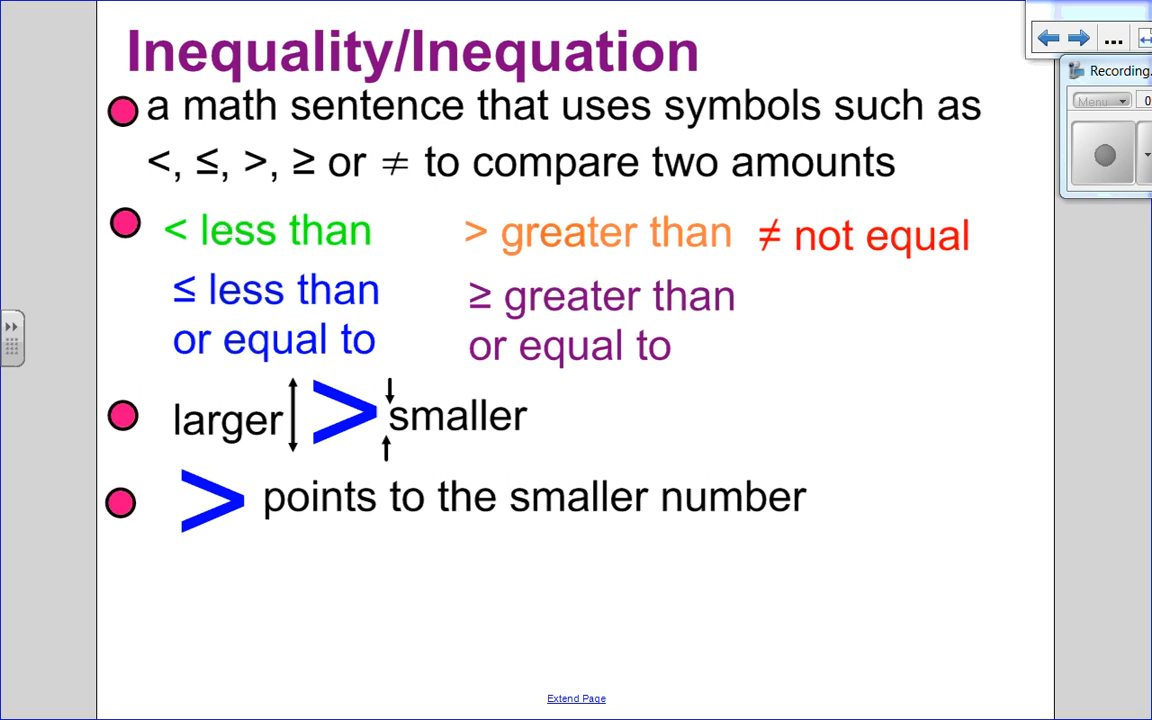 Inequality/Inequation
a math sentence that uses symbols such as
<, ≤, >, ≥ or ≠ to compare two amounts
< less than > greater than ≠ not equal
≤ less than ≥ greater than
or equal to or equal to
larger > smaller
> points to the smaller number
Extend Page
...
Recording.
Menu 0